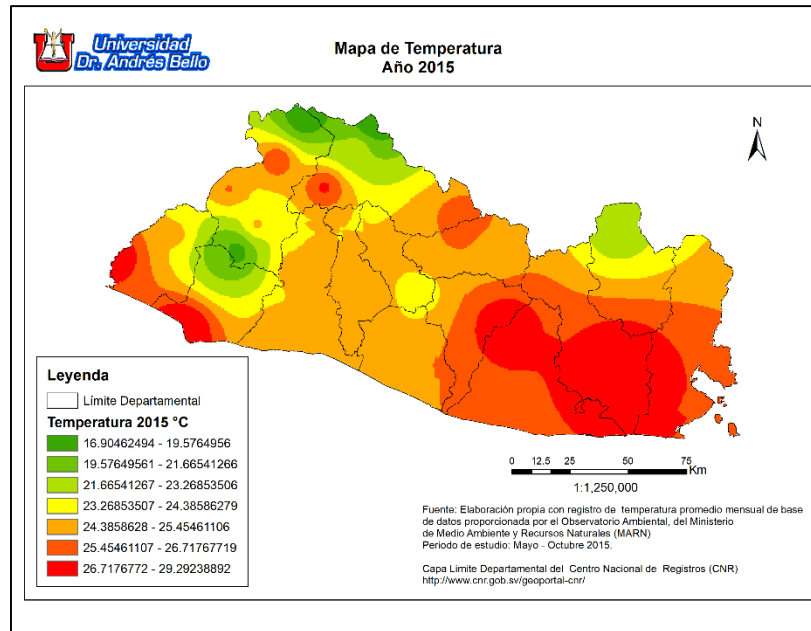 Universidad
Dr. Andrés Bello
Mapa de Temperatura
Año 2015
N
Leyenda
Límite Departamental
Temperatura 2015 °C
16.90462494 - 19.5764956
19.57649561 - 21.66541266
21.66541267 - 23.26853506
23.26853507 - 24.38586279
24.3858628 - 25.45461106
25.45461107 - 26.71767719
26.7176772 - 29.29238892
0 12.5 25 50 75
Km
1:1,250,000
Fuente: Elaboración propia con registro de temperatura promedio mensual de base
de datos proporcionada por el Observatorio Ambiental, del Ministerio
de Medio Ambiente y Recursos Naturales (MARN)
Periodo de estudio: Mayo - Octubre 2015.
Capa Limite Departamental del Centro Nacional de Registros (CNR)
http://www.cnr.gob.sv/geoportal-cnr/